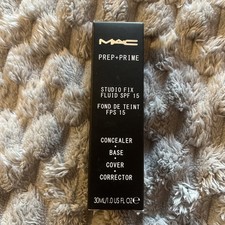 MAC
PREP+PRIME
STUDIO FIX
FLUID SPF 15
FOND DE TEINT
FPS 15
CONCEALER
•
BASE
•
COVER
•
CORRECTOR
30ML/1.0 US FL.OZ e